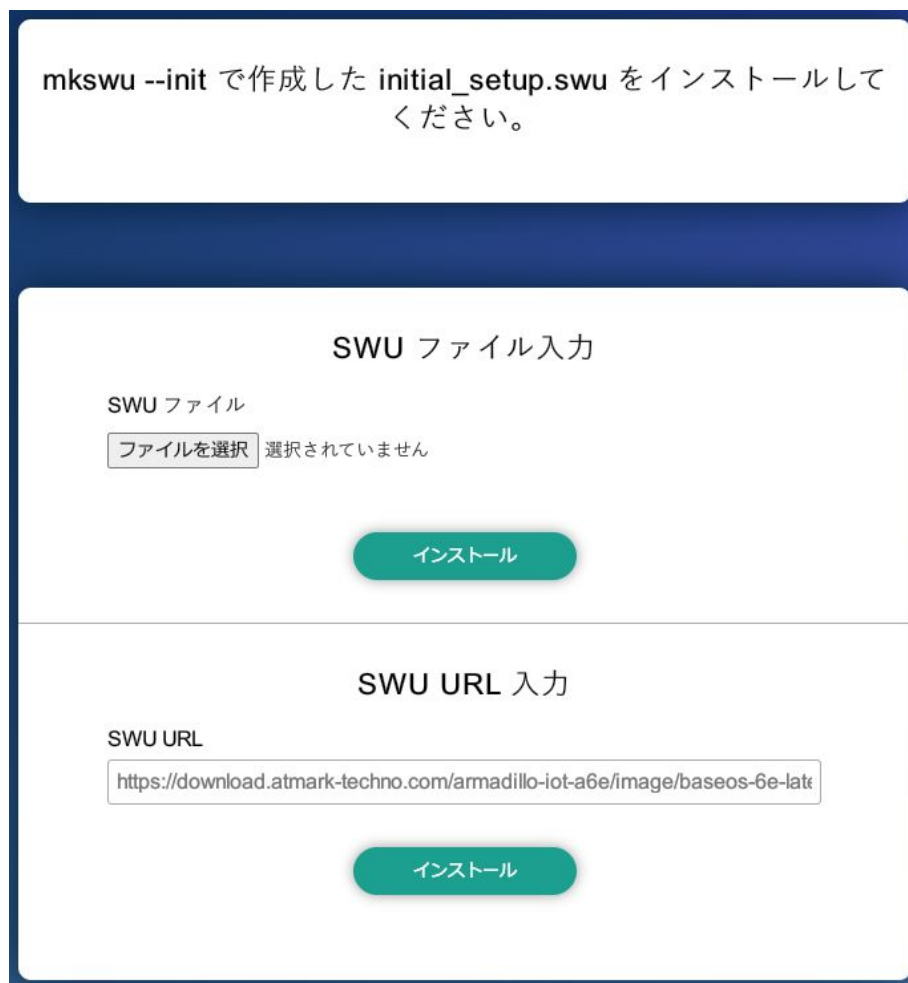 mkswu --init で作成した initial_setup.swu をインストールして
ください。
SWU ファイル入力
SWU ファイル
ファイルを選択 選択されていません
インストール
SWU URL 入力
SWU URL
https://download.atmark-techno.com/armadillo-iot-a6e/image/baseos-6e-late
インストール